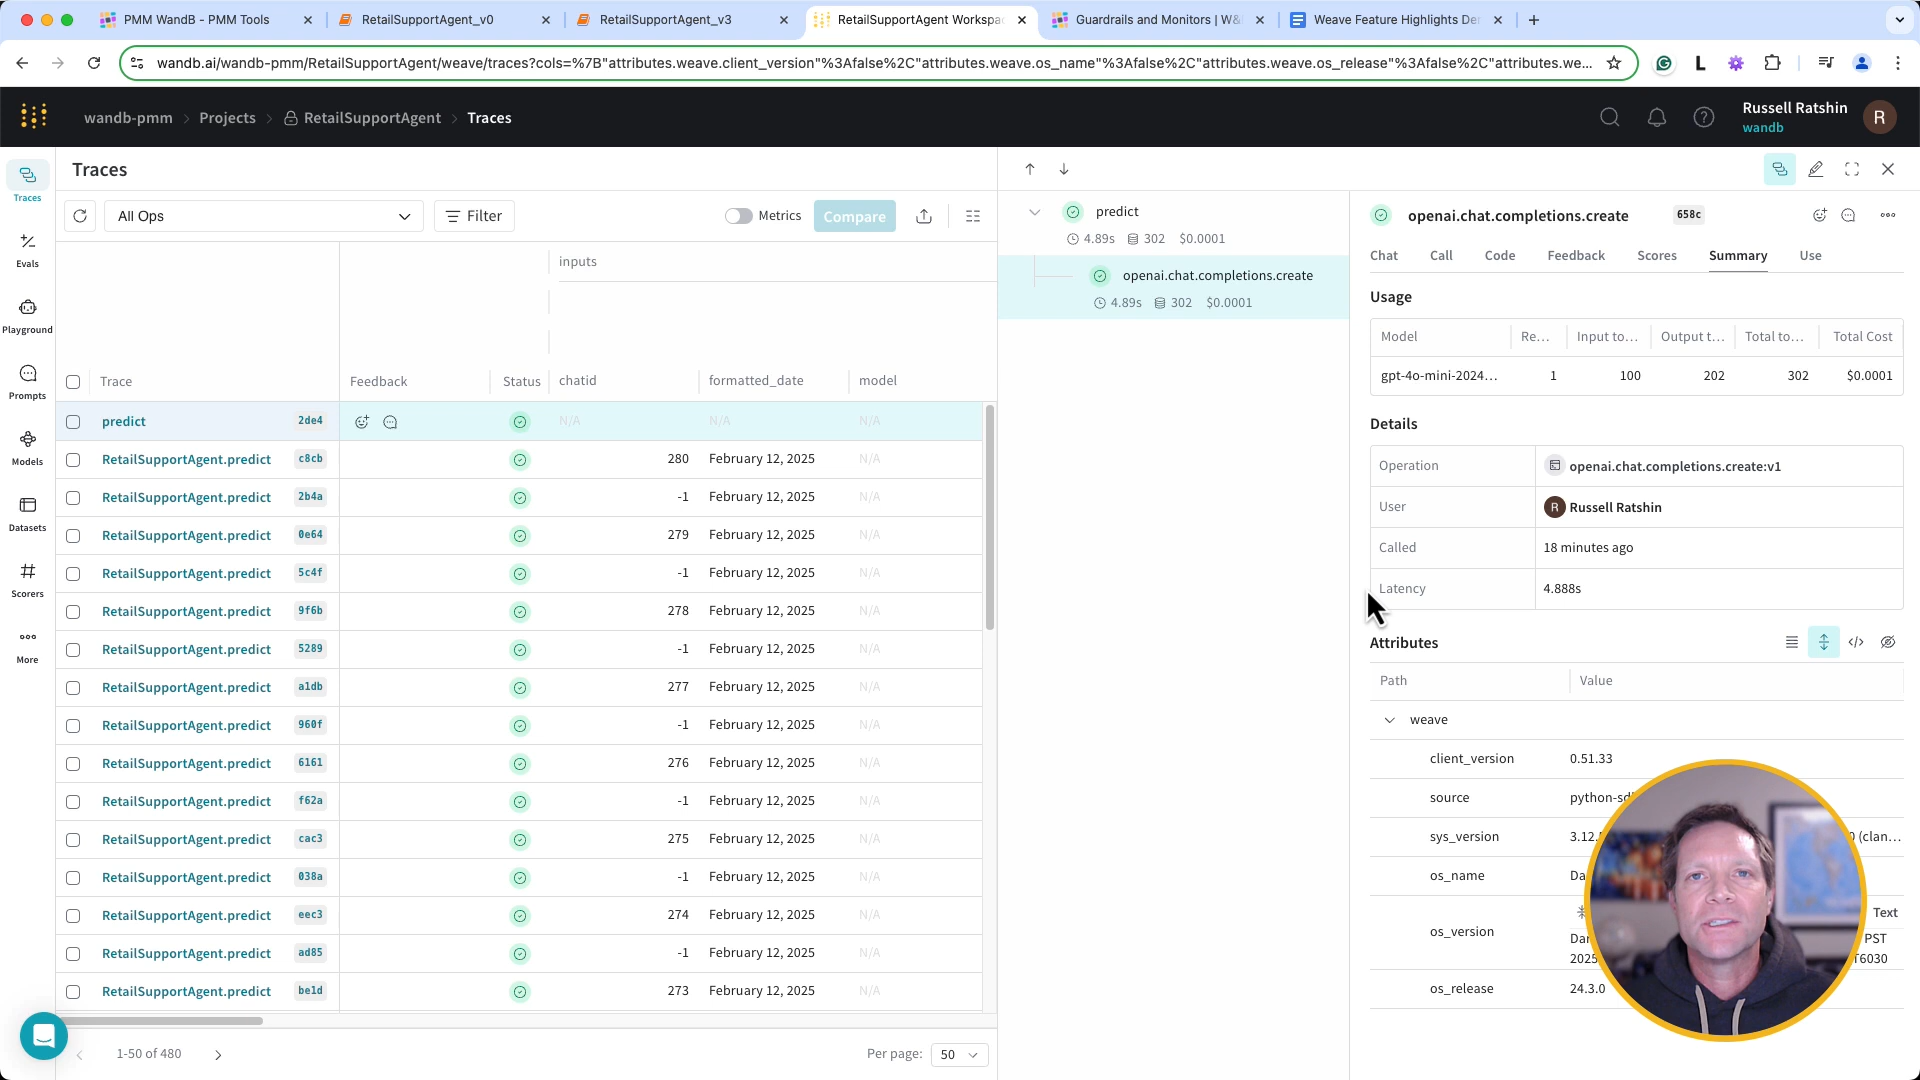 PMM WandB - PMM Tools
RetailSupportAgent_v0
RetailSupportAgent_v3
RetailSupportAgent Workspa
Guardrails and Monitors | W&
Weave Feature Highlights De
wandb.ai/wandb-pmm/RetailSupportAgent/weave/traces?cols=%7B"attributes.weave.client_version"%3Afalse%2C"attributes.weave.os_name"%3Afalse%2C"attributes.weave.os_release"%3Afalse%2C"attributes.we...
wandb-pmm > Projects > RetailSupportAgent > Traces
Russell Ratshin
wandb
R
Traces
Evals
Playground
Prompts
Models
Datasets
Scorers
More
Traces
All Ops
Filter
Metrics
Compare
inputs
Trace Feedback Status chatid formatted_date model
predict 2de4 N/A N/A N/A
RetailSupportAgent.predict c8cb 280 February 12, 2025 N/A
RetailSupportAgent.predict 2b4a -1 February 12, 2025 N/A
RetailSupportAgent.predict 0e64 279 February 12, 2025 N/A
RetailSupportAgent.predict 5c4f -1 February 12, 2025 N/A
RetailSupportAgent.predict 9f6b 278 February 12, 2025 N/A
RetailSupportAgent.predict 5289 -1 February 12, 2025 N/A
RetailSupportAgent.predict a1db 277 February 12, 2025 N/A
RetailSupportAgent.predict 960f -1 February 12, 2025 N/A
RetailSupportAgent.predict 6161 276 February 12, 2025 N/A
RetailSupportAgent.predict f62a -1 February 12, 2025 N/A
RetailSupportAgent.predict cac3 275 February 12, 2025 N/A
RetailSupportAgent.predict 038a -1 February 12, 2025 N/A
RetailSupportAgent.predict eec3 274 February 12, 2025 N/A
RetailSupportAgent.predict ad85 -1 February 12, 2025 N/A
RetailSupportAgent.predict be1d 273 February 12, 2025 N/A
1-50 of 480
Per page: 50
predict
4.89s 302 $0.0001
openai.chat.completions.create
4.89s 302 $0.0001
openai.chat.completions.create 658c
Chat Call Code Feedback Scores Summary Use
Usage
Model Re... Input to... Output t... Total to... Total Cost
gpt-4o-mini-2024... 1 100 202 302 $0.0001
Details
Operation openai.chat.completions.create:v1
User R Russell Ratshin
Called 18 minutes ago
Latency 4.888s
Attributes
Path Value
weave
client_version 0.51.33
source python-sd
sys_version 3.12. (clan...
os_name Da
Text
os_version Dar PST
2025 T6030
os_release 24.3.0